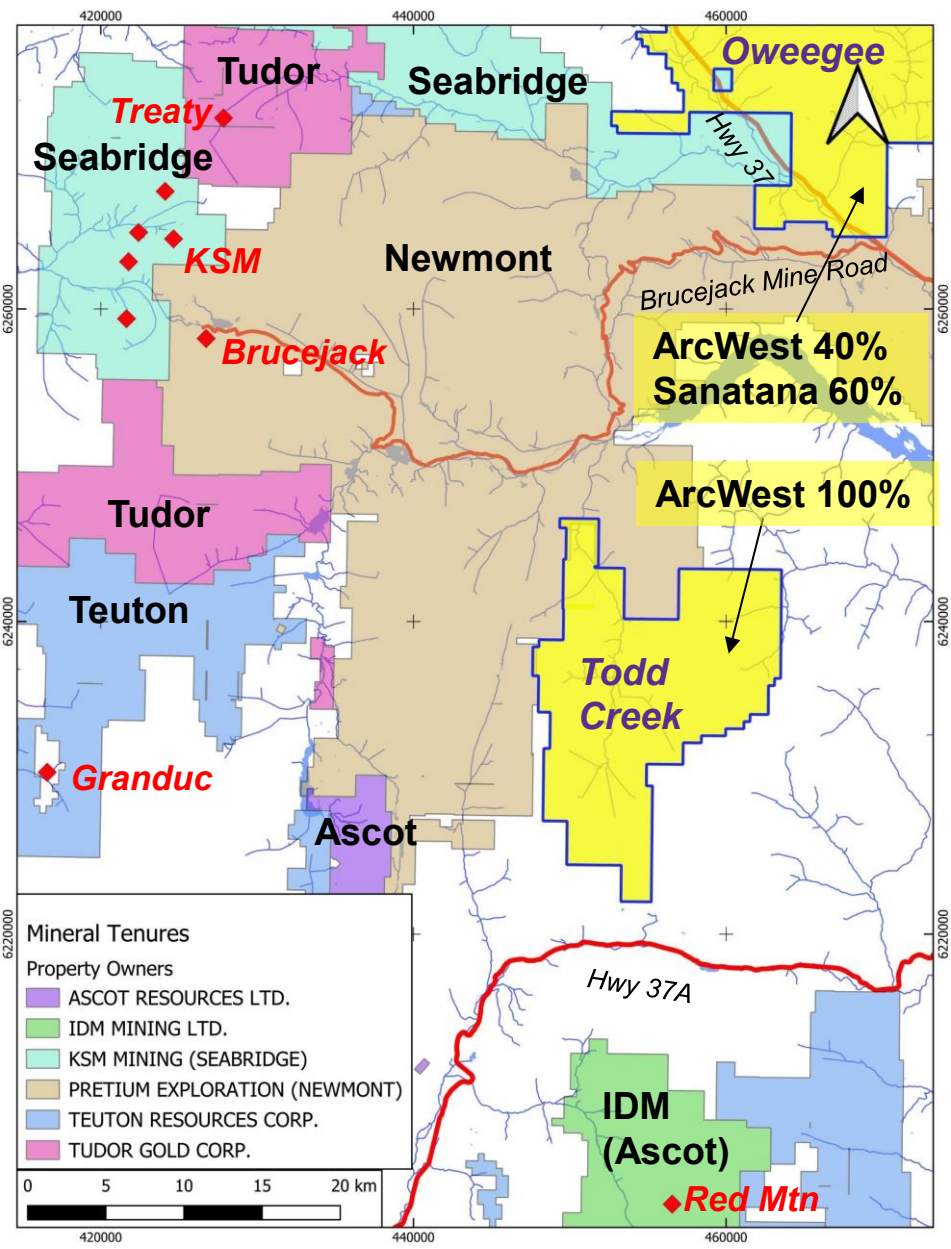 420000
440000
460000
Oweegee
Tudor
Seabridge
Treaty
Hwy 37
Seabridge
KSM
Newmont
Brucejack Mine Road
6260000
6260000
Brucejack
ArcWest 40%
Sanatana 60%
ArcWest 100%
Tudor
Teuton
6240000
6240000
Todd
Creek
Granduc
Ascot
6220000
6220000
Hwy 37A
Mineral Tenures
Property Owners
ASCOT RESOURCES LTD.
IDM MINING LTD.
KSM MINING (SEABRIDGE)
PRETIUM EXPLORATION (NEWMONT)
TEUTON RESOURCES CORP.
TUDOR GOLD CORP.
0 5 10 15 20 km
IDM
(Ascot)
Red Mtn
420000
440000
460000